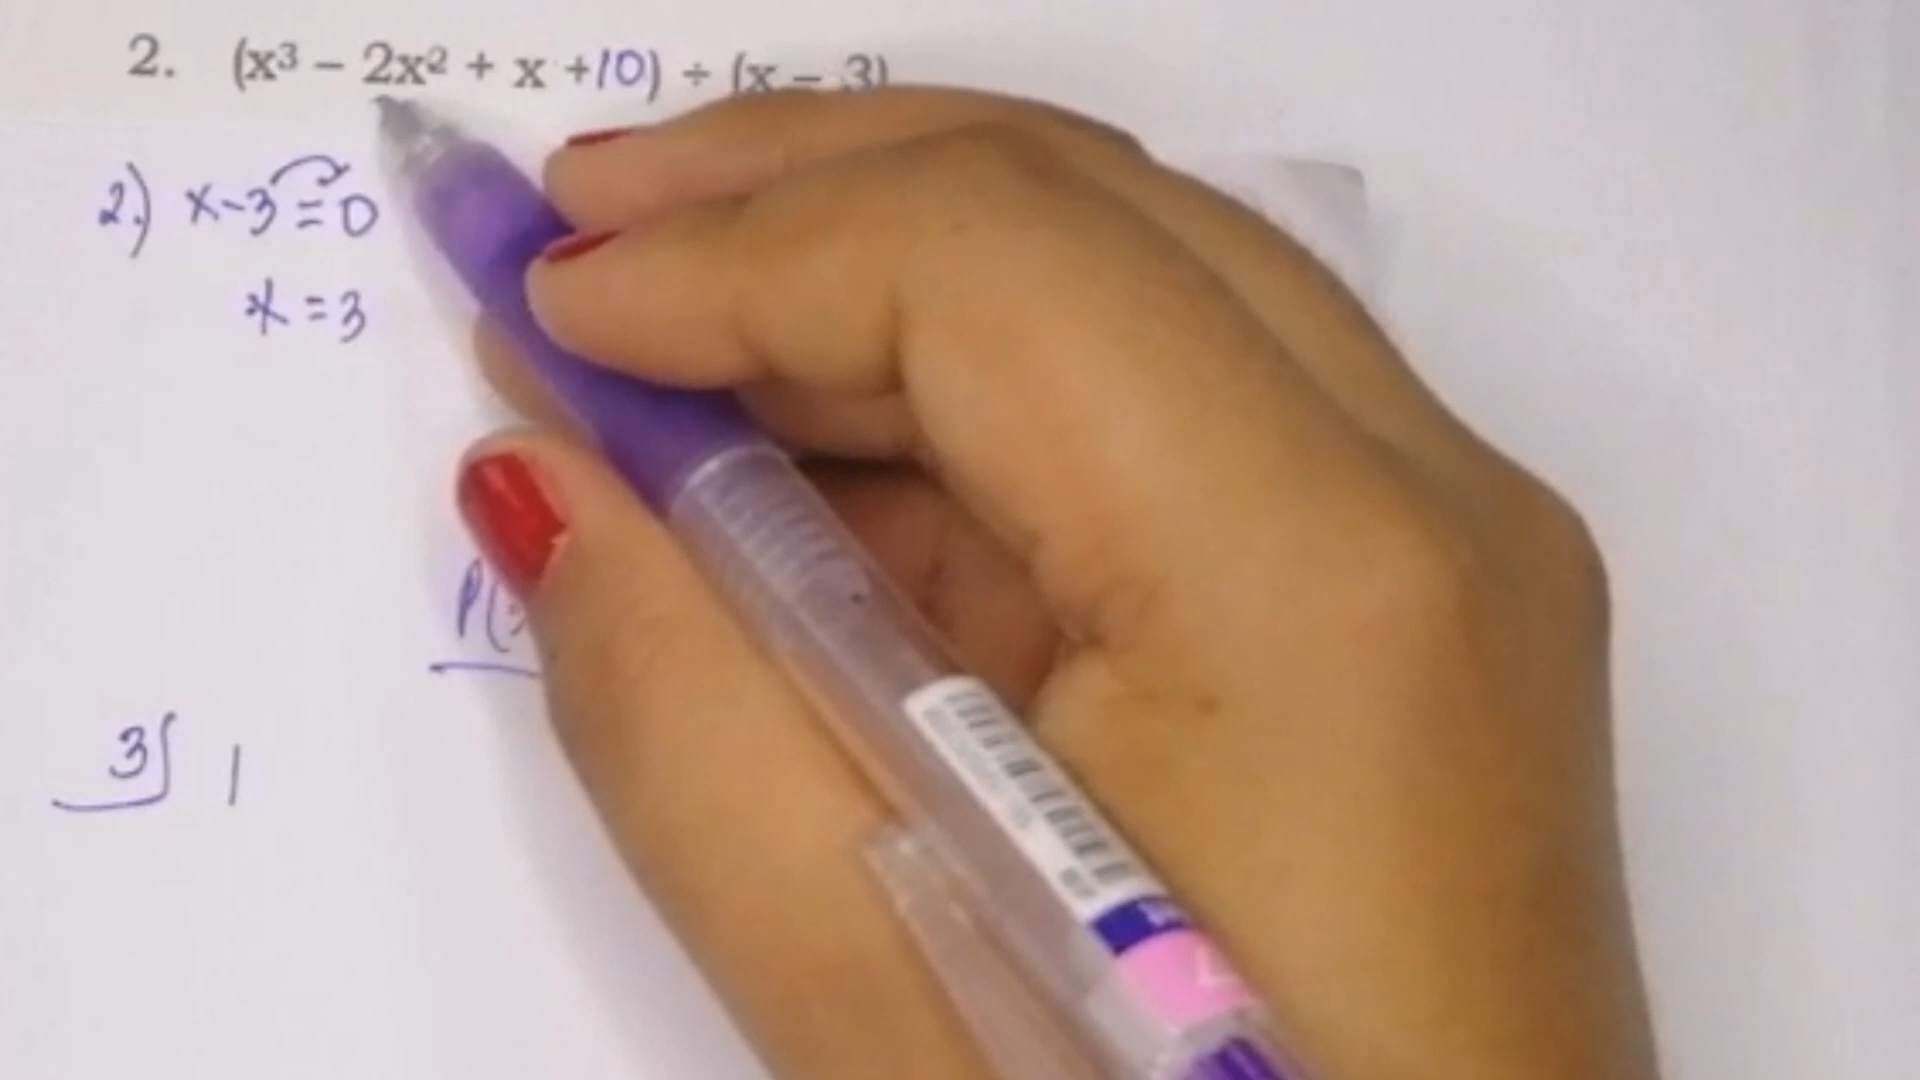 2. (x³ – 2x² + x +10) ÷ (x – 3)
2.) x-3=0
x = 3
P(
3 1